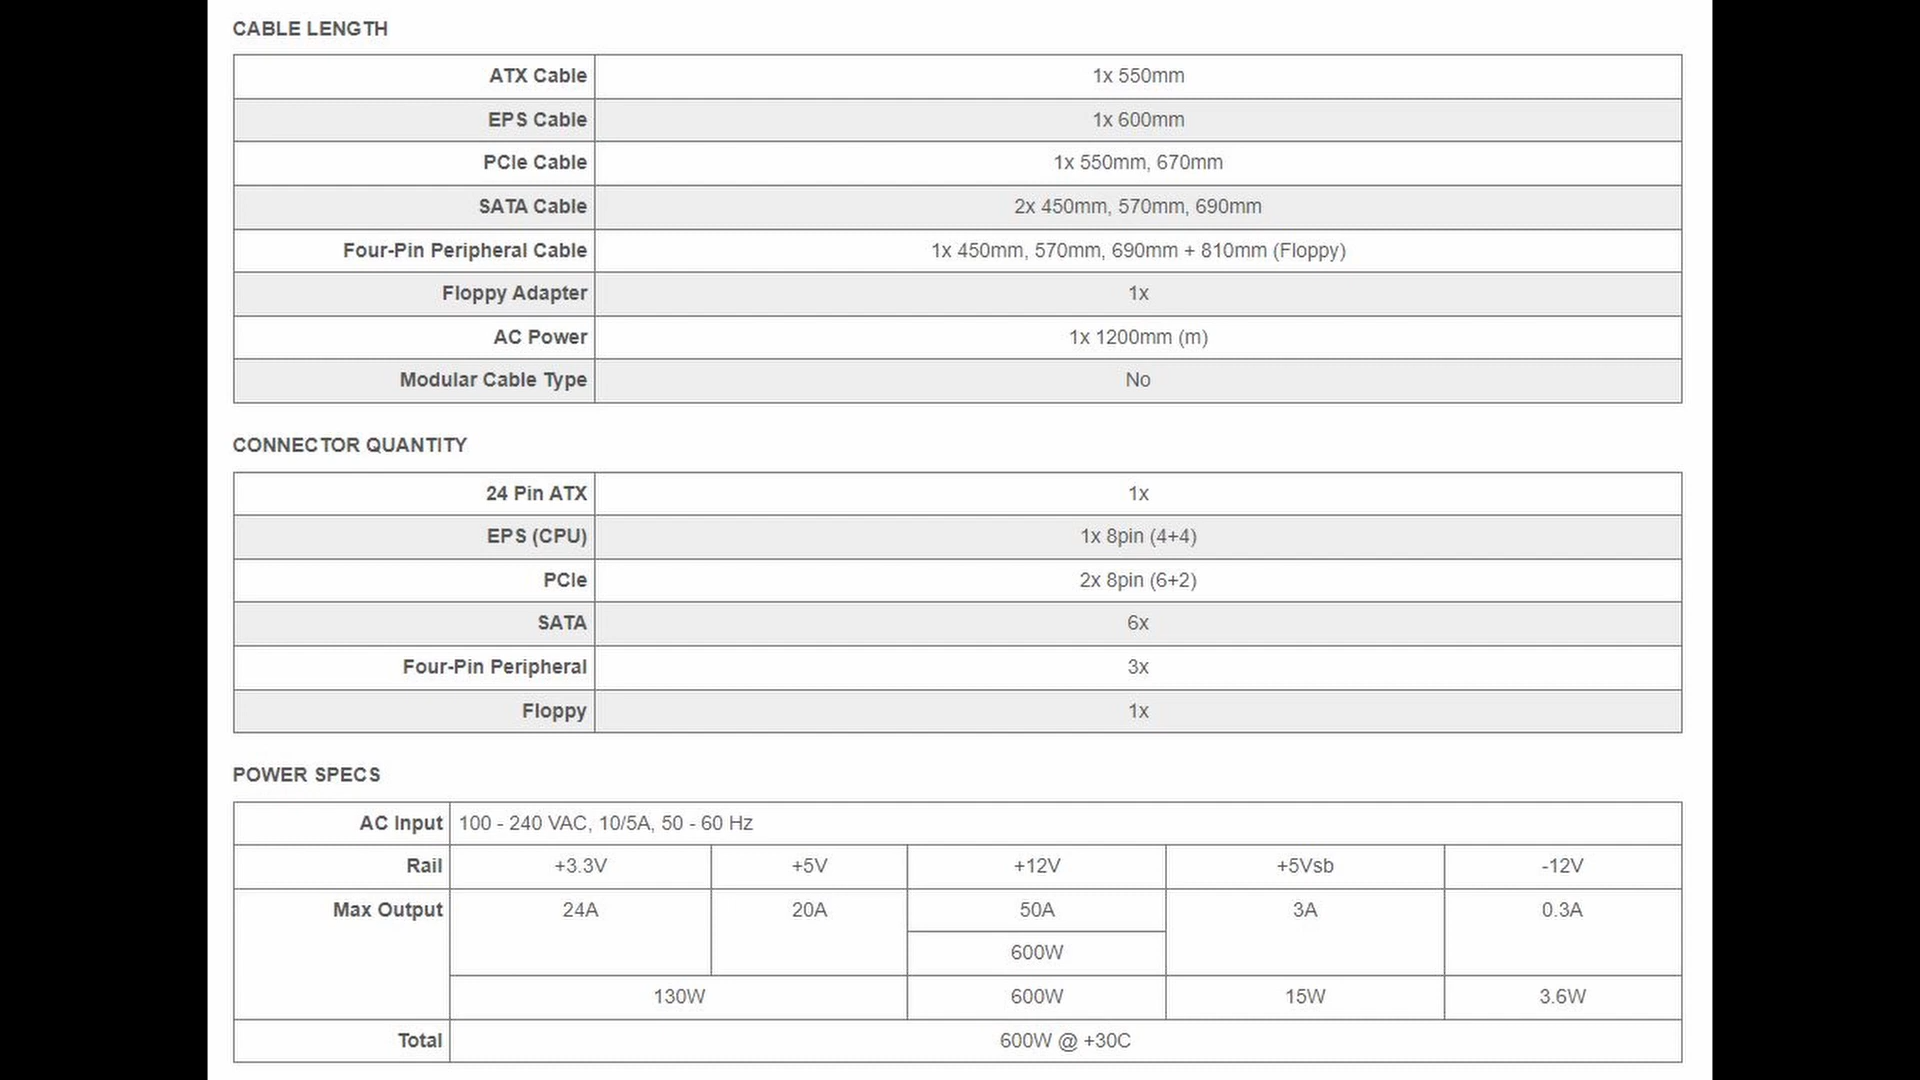 CABLE LENGTH
ATX Cable 1x 550mm
EPS Cable 1x 600mm
PCIe Cable 1x 550mm, 670mm
SATA Cable 2x 450mm, 570mm, 690mm
Four-Pin Peripheral Cable 1x 450mm, 570mm, 690mm + 810mm (Floppy)
Floppy Adapter 1x
AC Power 1x 1200mm (m)
Modular Cable Type No
CONNECTOR QUANTITY
24 Pin ATX 1x
EPS (CPU) 1x 8pin (4+4)
PCIe 2x 8pin (6+2)
SATA 6x
Four-Pin Peripheral 3x
Floppy 1x
POWER SPECS
AC Input 100 - 240 VAC, 10/5A, 50 - 60 Hz
Rail +3.3V +5V +12V +5Vsb -12V
Max Output 24A 20A 50A 3A 0.3A
600W
130W 600W 15W 3.6W
Total 600W @ +30C